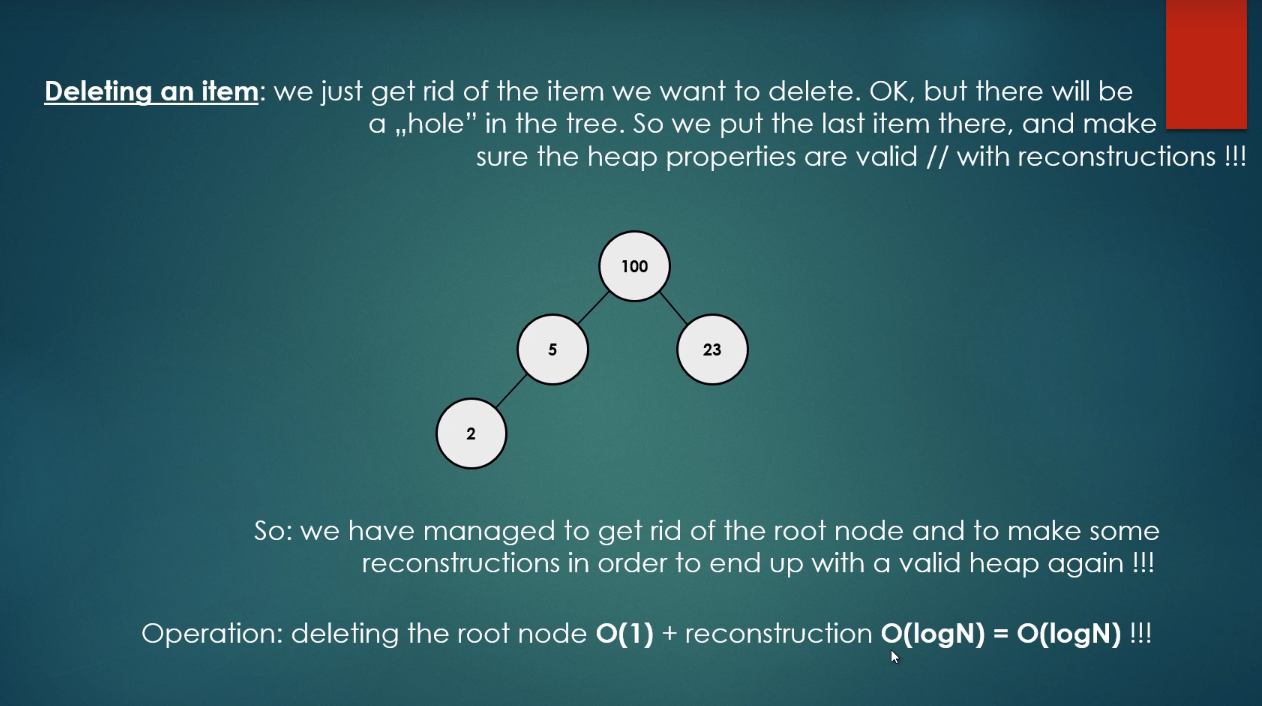 Deleting an item: we just get rid of the item we want to delete. OK, but there will be
a „hole” in the tree. So we put the last item there, and make
sure the heap properties are valid // with reconstructions !!!
100
5
23
2
So: we have managed to get rid of the root node and to make some
reconstructions in order to end up with a valid heap again !!!
Operation: deleting the root node O(1) + reconstruction O(logN) = O(logN) !!!